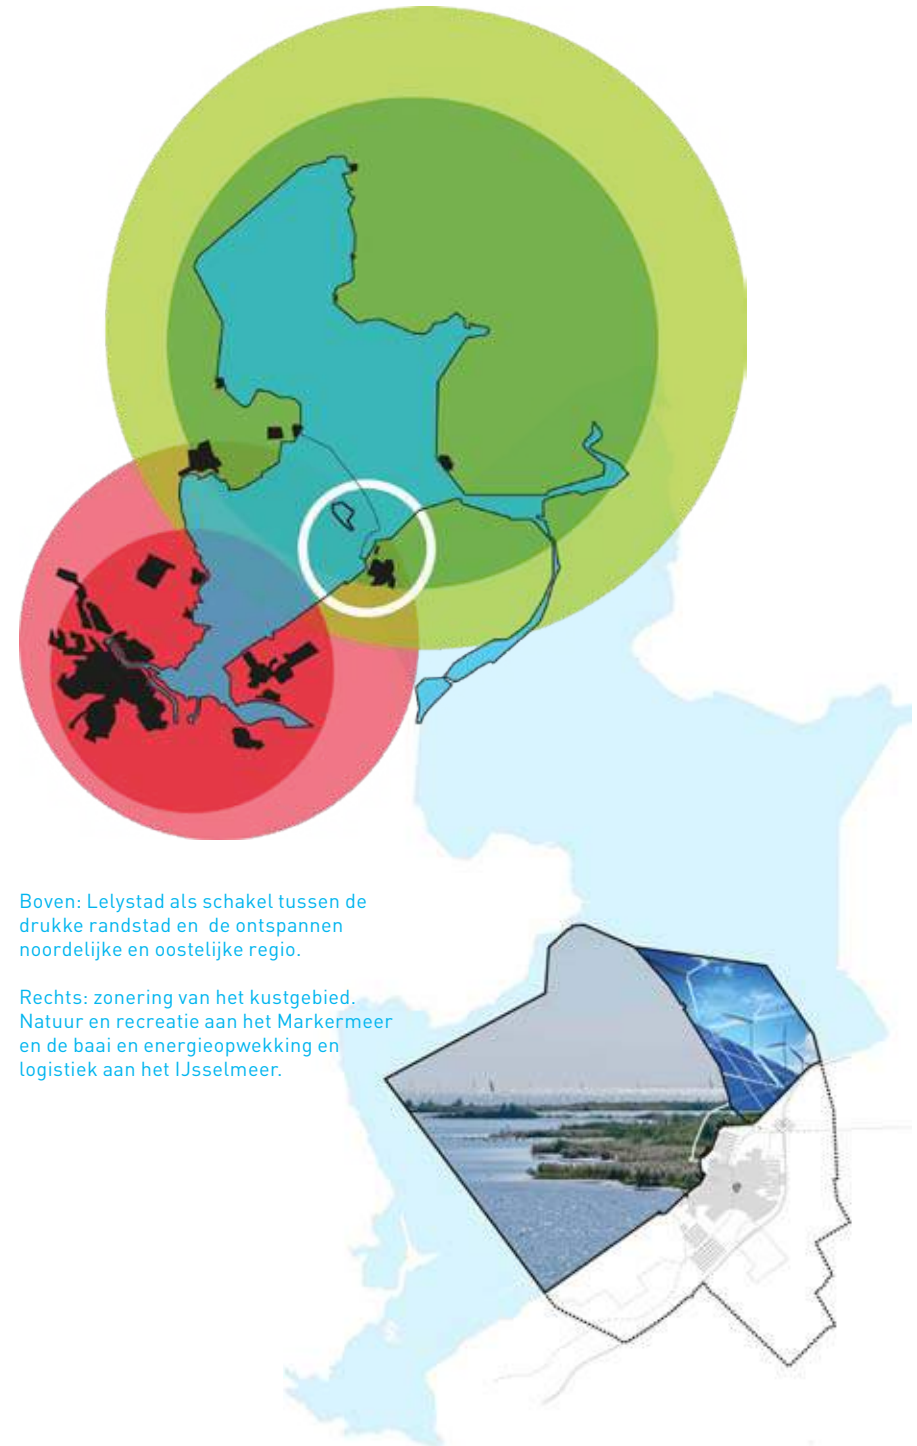 Boven: Lelystad als schakel tussen de
drukke randstad en de ontspannen
noordelijke en oostelijke regio.
Rechts: zonering van het kustgebied.
Natuur en recreatie aan het Markermeer
en de baai en energieopwekking en
logistiek aan het IJsselmeer.